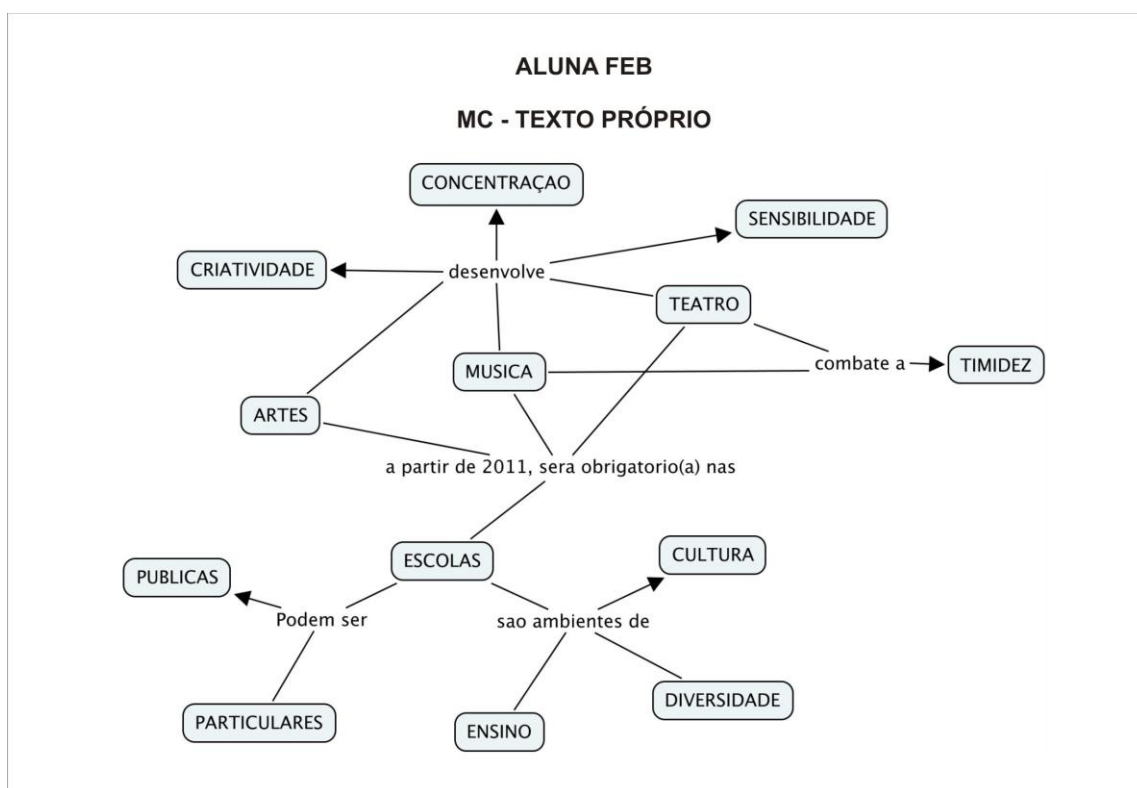 ALUNA FEB
MC - TEXTO PRÓPRIO
CONCENTRAÇAO
SENSIBILIDADE
CRIATIVIDADE
desenvolve
TEATRO
MUSICA
combate a
TIMIDEZ
ARTES
a partir de 2011, sera obrigatorio(a) nas
ESCOLAS
CULTURA
PUBLICAS
Podem ser
sao ambientes de
DIVERSIDADE
PARTICULARES
ENSINO